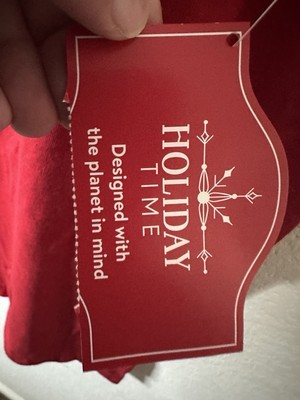 HOLIDAY
TIME
Designed with
the planet in mind